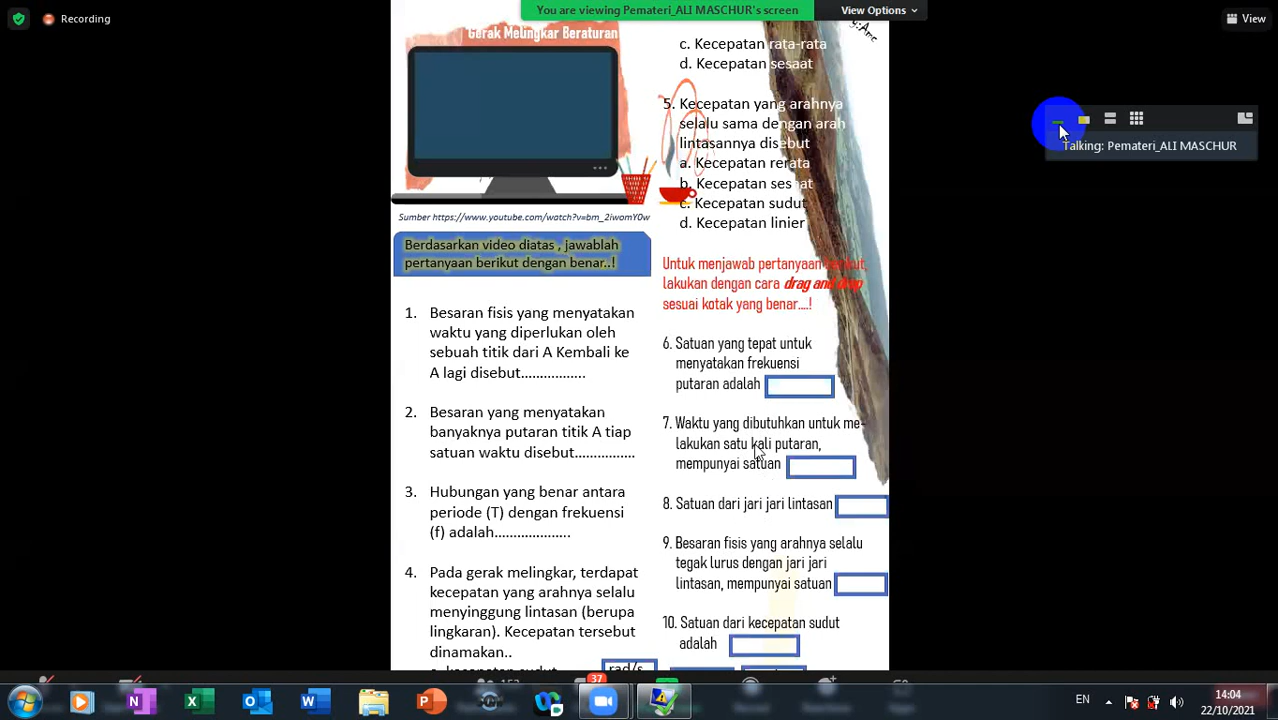 Recording
You are viewing Pemateri_ALI MASCHUR's screen
View Options
View
Talking: Pemateri_ALI MASCHUR
Gerak Melingkar Beraturan
Sumber https://www.youtube.com/watch?v=bm_2iwomY0w
Berdasarkan video diatas , jawablah
pertanyaan berikut dengan benar..!
1. Besaran fisis yang menyatakan
waktu yang diperlukan oleh
sebuah titik dari A Kembali ke
A lagi disebut.................
2. Besaran yang menyatakan
banyaknya putaran titik A tiap
satuan waktu disebut................
3. Hubungan yang benar antara
periode (T) dengan frekuensi
(f) adalah....................
4. Pada gerak melingkar, terdapat
kecepatan yang arahnya selalu
menyinggung lintasan (berupa
lingkaran). Kecepatan tersebut
dinamakan..
a. kecepatan sudut
rad/s
c. Kecepatan rata-rata
d. Kecepatan sesaat
5. Kecepatan yang arahnya
selalu sama dengan arah
lintasannya disebut
a. Kecepatan rerata
b. Kecepatan sesaat
c. Kecepatan sudut
d. Kecepatan linier
Untuk menjawab pertanyaan berikut,
lakukan dengan cara drag and drop
sesuai kotak yang benar....!
6. Satuan yang tepat untuk
menyatakan frekuensi
putaran adalah
7. Waktu yang dibutuhkan untuk me-
lakukan satu kali putaran,
mempunyai satuan
8. Satuan dari jari jari lintasan
9. Besaran fisis yang arahnya selalu
tegak lurus dengan jari jari
lintasan, mempunyai satuan
10. Satuan dari kecepatan sudut
adalah
37
EN
14:04
22/10/2021